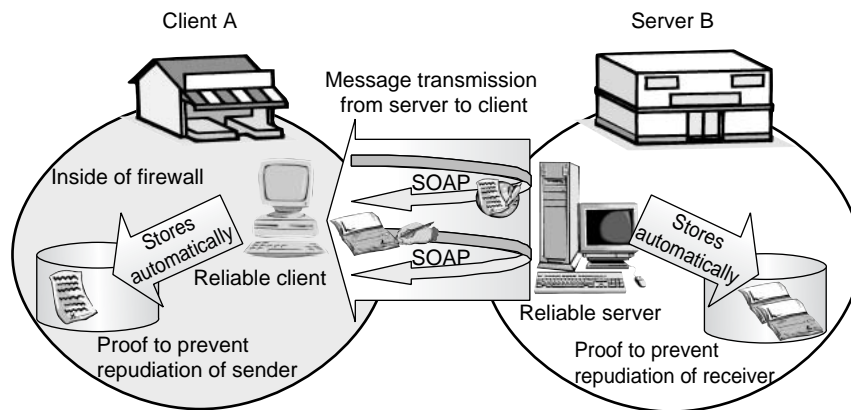 Client A
Server B
Message transmission
from server to client
Inside of firewall
SOAP
SOAP
Stores
automatically
Stores
automatically
Reliable client
Reliable server
Proof to prevent
repudiation of sender
Proof to prevent
repudiation of receiver